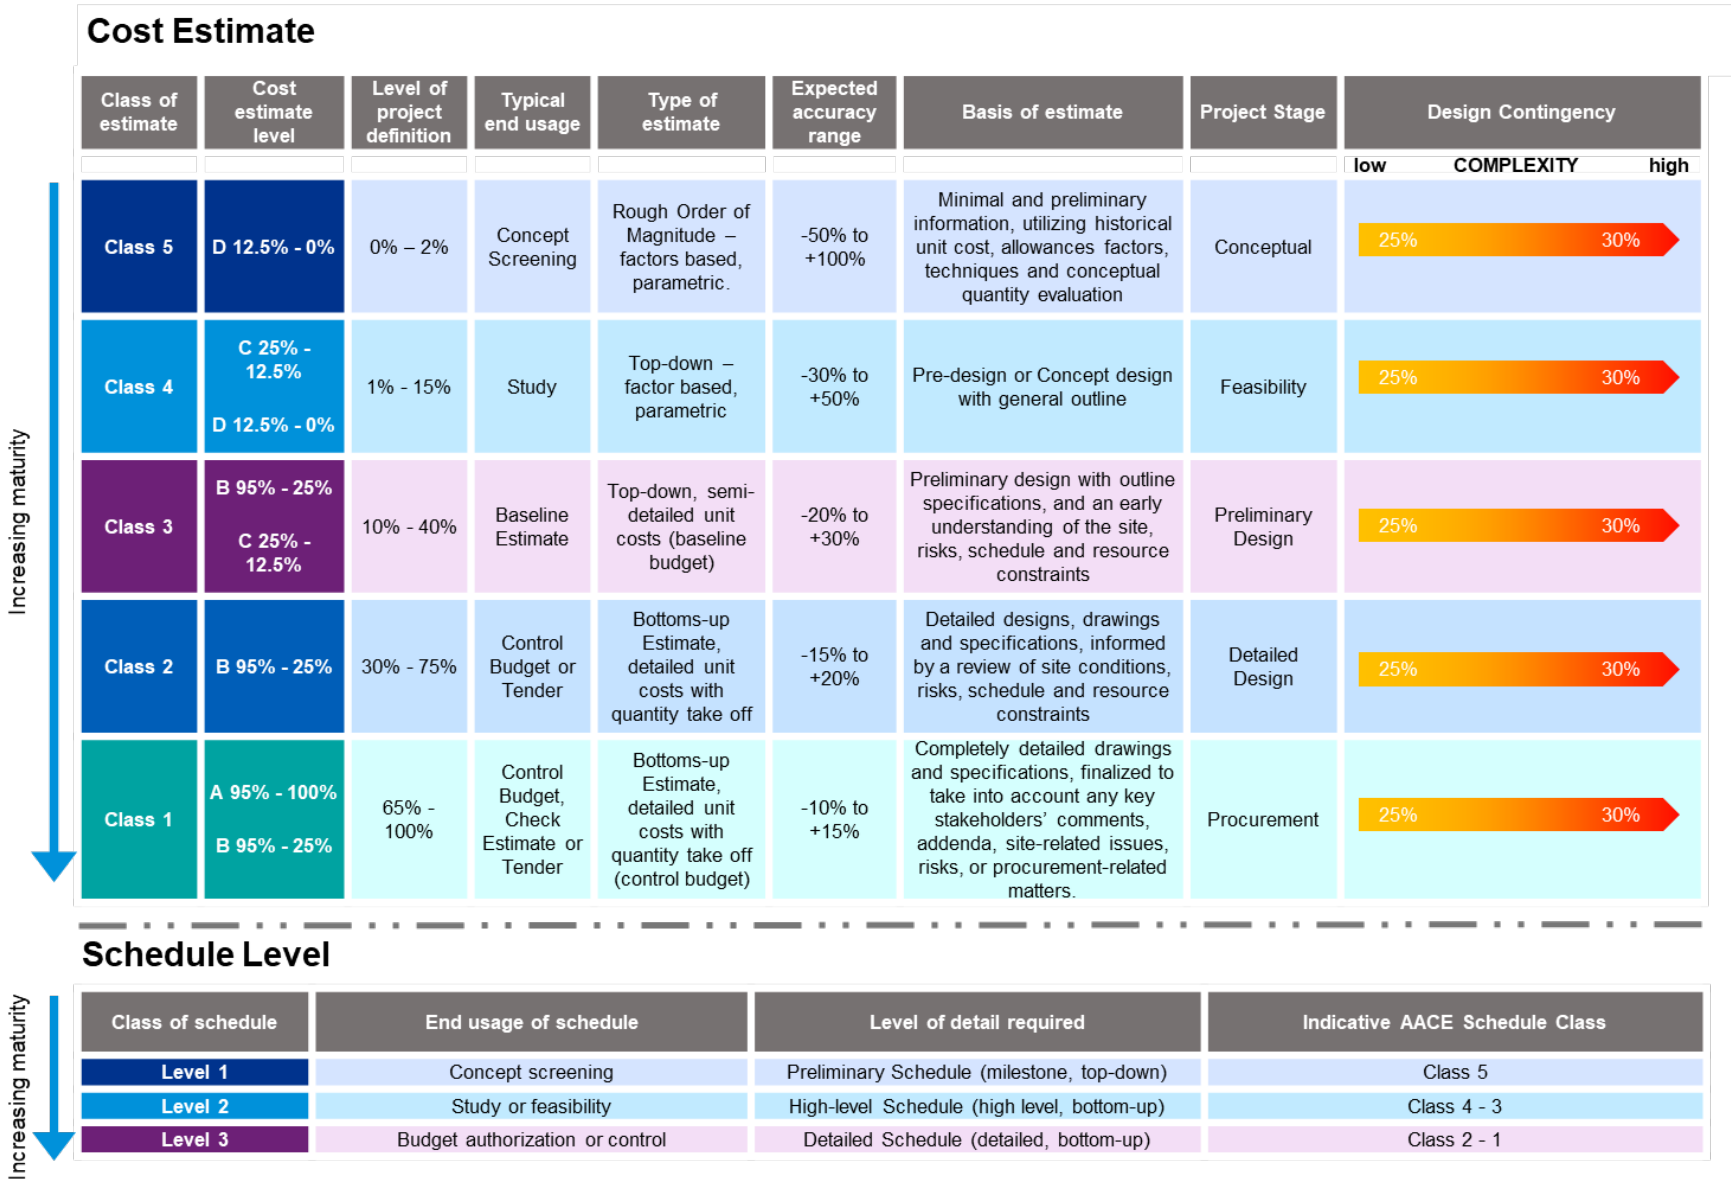 Cost Estimate
Class of
estimate
Cost
estimate
level
Level of
project
definition
Typical
end usage
Type of
estimate
Expected
accuracy
range
Basis of estimate
Project Stage
Design Contingency
low COMPLEXITY high
Increasing maturity
Class 5
D 12.5% - 0%
0% – 2%
Concept
Screening
Rough Order of
Magnitude –
factors based,
parametric.
-50% to
+100%
Minimal and preliminary
information, utilizing historical
unit cost, allowances factors,
techniques and conceptual
quantity evaluation
Conceptual
25% 30%
Class 4
C 25% -
12.5%
D 12.5% - 0%
1% - 15%
Study
Top-down –
factor based,
parametric
-30% to
+50%
Pre-design or Concept design
with general outline
Feasibility
25% 30%
Class 3
B 95% - 25%
C 25% -
12.5%
10% - 40%
Baseline
Estimate
Top-down, semi-
detailed unit
costs (baseline
budget)
-20% to
+30%
Preliminary design with outline
specifications, and an early
understanding of the site,
risks, schedule and resource
constraints
Preliminary
Design
25% 30%
Class 2
B 95% - 25%
30% - 75%
Control
Budget or
Tender
Bottoms-up
Estimate,
detailed unit
costs with
quantity take off
-15% to
+20%
Detailed designs, drawings
and specifications, informed
by a review of site conditions,
risks, schedule and resource
constraints
Detailed
Design
25% 30%
Class 1
A 95% - 100%
B 95% - 25%
65% -
100%
Control
Budget,
Check
Estimate or
Tender
Bottoms-up
Estimate,
detailed unit
costs with
quantity take off
(control budget)
-10% to
+15%
Completely detailed drawings
and specifications, finalized to
take into account any key
stakeholders' comments,
addenda, site-related issues,
risks, or procurement-related
matters.
Procurement
25% 30%
Schedule Level
Increasing maturity
Class of schedule
End usage of schedule
Level of detail required
Indicative AACE Schedule Class
Level 1
Concept screening
Preliminary Schedule (milestone, top-down)
Class 5
Level 2
Study or feasibility
High-level Schedule (high level, bottom-up)
Class 4 - 3
Level 3
Budget authorization or control
Detailed Schedule (detailed, bottom-up)
Class 2 - 1